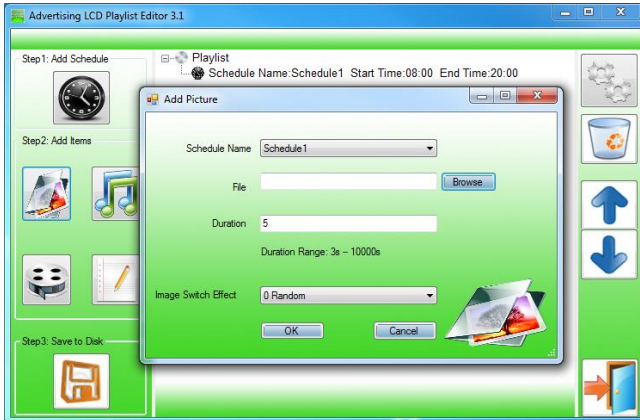 Advertising LCD Playlist Editor 3.1
Step1: Add Schedule
Playlist
Schedule Name:Schedule1 Start Time:08:00 End Time:20:00
Step2: Add Items
Add Picture
Schedule Name Schedule1
File Browse
Duration 5
Duration Range: 3s – 10000s
Image Switch Effect 0 Random
OK Cancel
Step3: Save to Disk